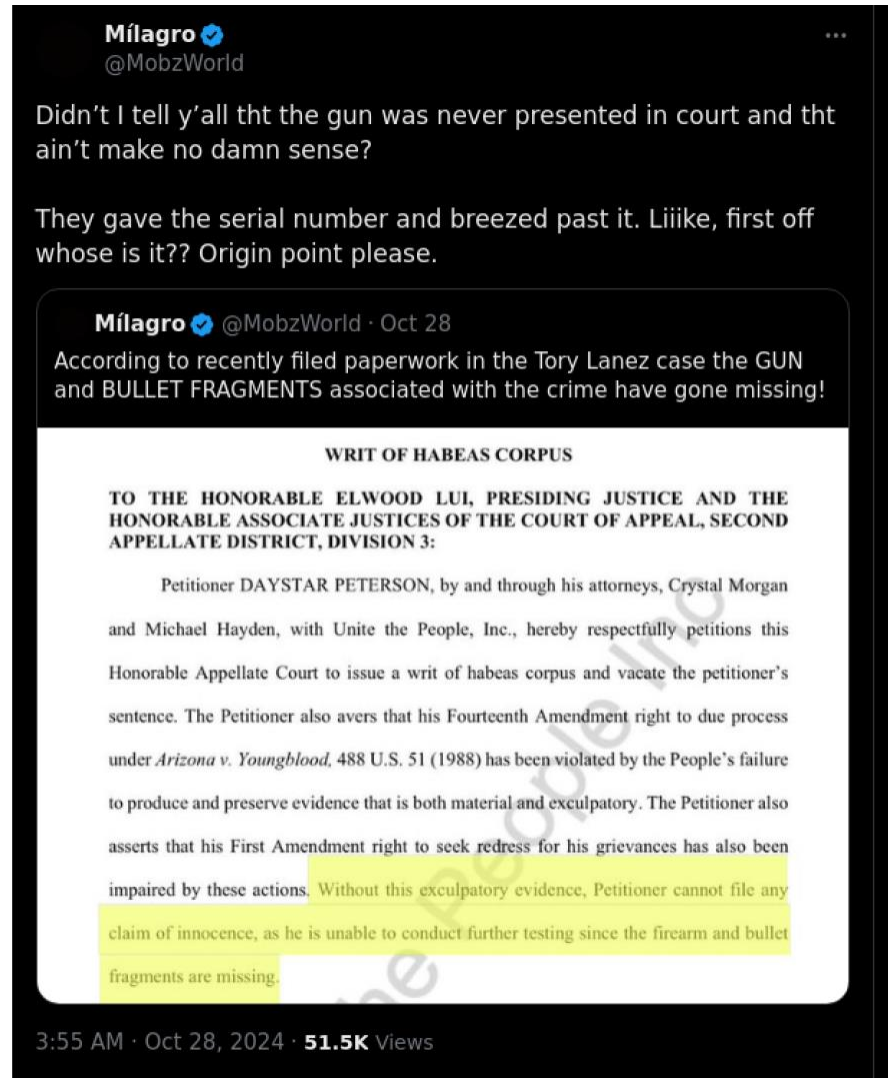 Mílagro
@MobzWorld
Didn’t I tell y’all tht the gun was never presented in court and tht
ain’t make no damn sense?
They gave the serial number and breezed past it. Liiike, first off
whose is it?? Origin point please.
Mílagro @MobzWorld · Oct 28
According to recently filed paperwork in the Tory Lanez case the GUN
and BULLET FRAGMENTS associated with the crime have gone missing!
WRIT OF HABEAS CORPUS
TO THE HONORABLE ELWOOD LUI, PRESIDING JUSTICE AND THE
HONORABLE ASSOCIATE JUSTICES OF THE COURT OF APPEAL, SECOND
APPELLATE DISTRICT, DIVISION 3:
Petitioner DAYSTAR PETERSON, by and through his attorneys, Crystal Morgan
and Michael Hayden, with Unite the People, Inc., hereby respectfully petitions this
Honorable Appellate Court to issue a writ of habeas corpus and vacate the petitioner’s
sentence. The Petitioner also avers that his Fourteenth Amendment right to due process
under Arizona v. Youngblood, 488 U.S. 51 (1988) has been violated by the People’s failure
to produce and preserve evidence that is both material and exculpatory. The Petitioner also
asserts that his First Amendment right to seek redress for his grievances has also been
impaired by these actions. Without this exculpatory evidence, Petitioner cannot file any
claim of innocence, as he is unable to conduct further testing since the firearm and bullet
fragments are missing.
he People Inc
3:55 AM · Oct 28, 2024 · 51.5K Views